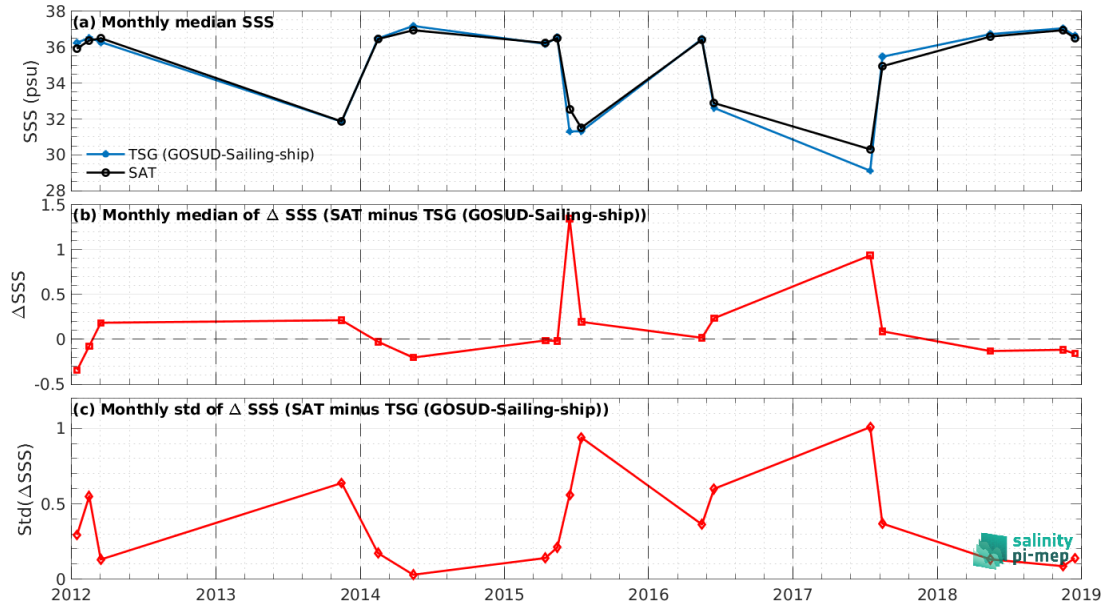 (a) Monthly median SSS
38
36
34
32
30
28
SSS (psu)
TSG (GOSUD-Sailing-ship)
SAT
(b) Monthly median of Δ SSS (SAT minus TSG (GOSUD-Sailing-ship))
1.5
1
0.5
0
-0.5
ΔSSS
(c) Monthly std of Δ SSS (SAT minus TSG (GOSUD-Sailing-ship))
1
0.5
0
Std(ΔSSS)
salinity
pi-mep
2012 2013 2014 2015 2016 2017 2018 2019